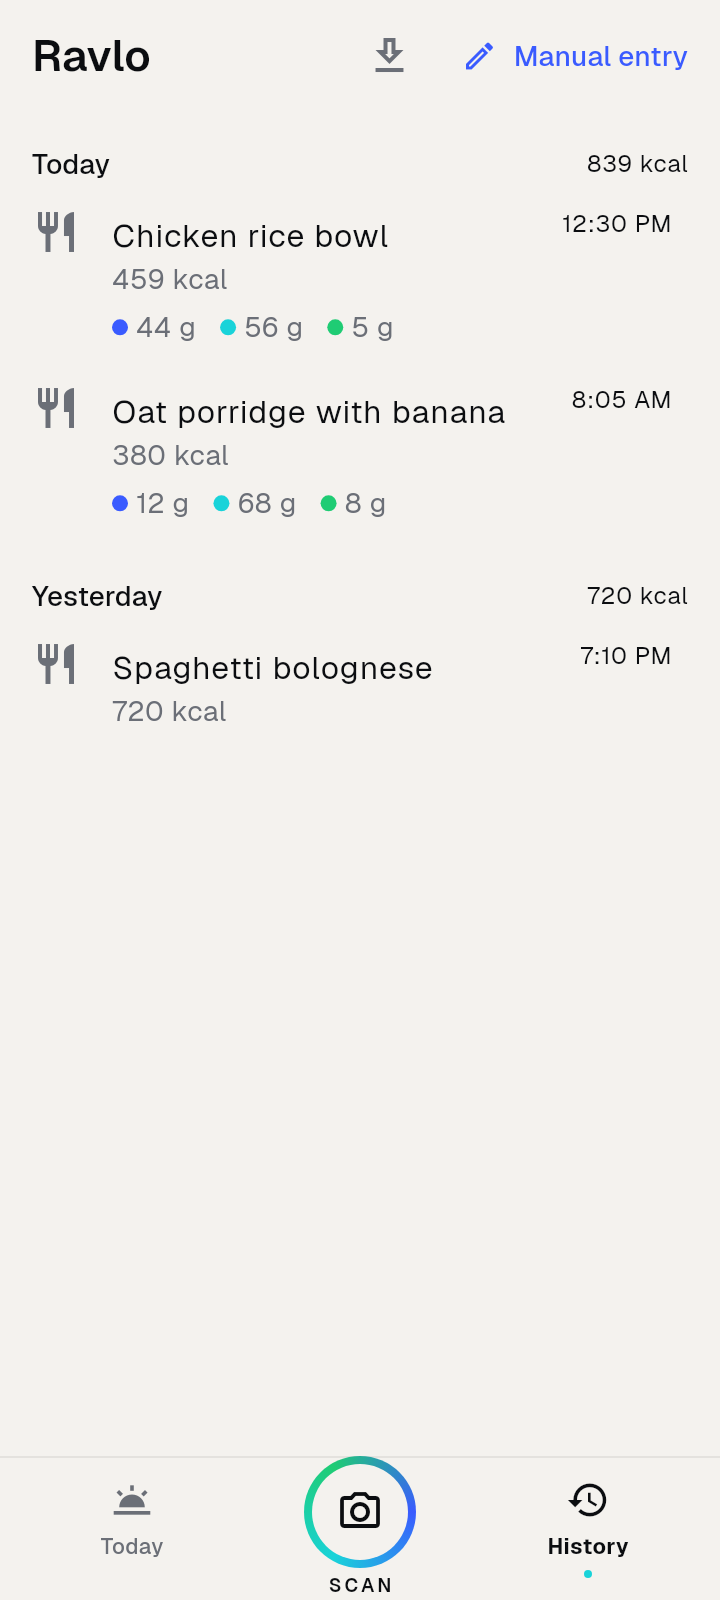 Ravlo
Manual entry
Today
839 kcal
Chicken rice bowl
12:30 PM
459 kcal
44 g 56 g 5 g
Oat porridge with banana
8:05 AM
380 kcal
12 g 68 g 8 g
Yesterday
720 kcal
Spaghetti bolognese
7:10 PM
720 kcal
Today
SCAN
History